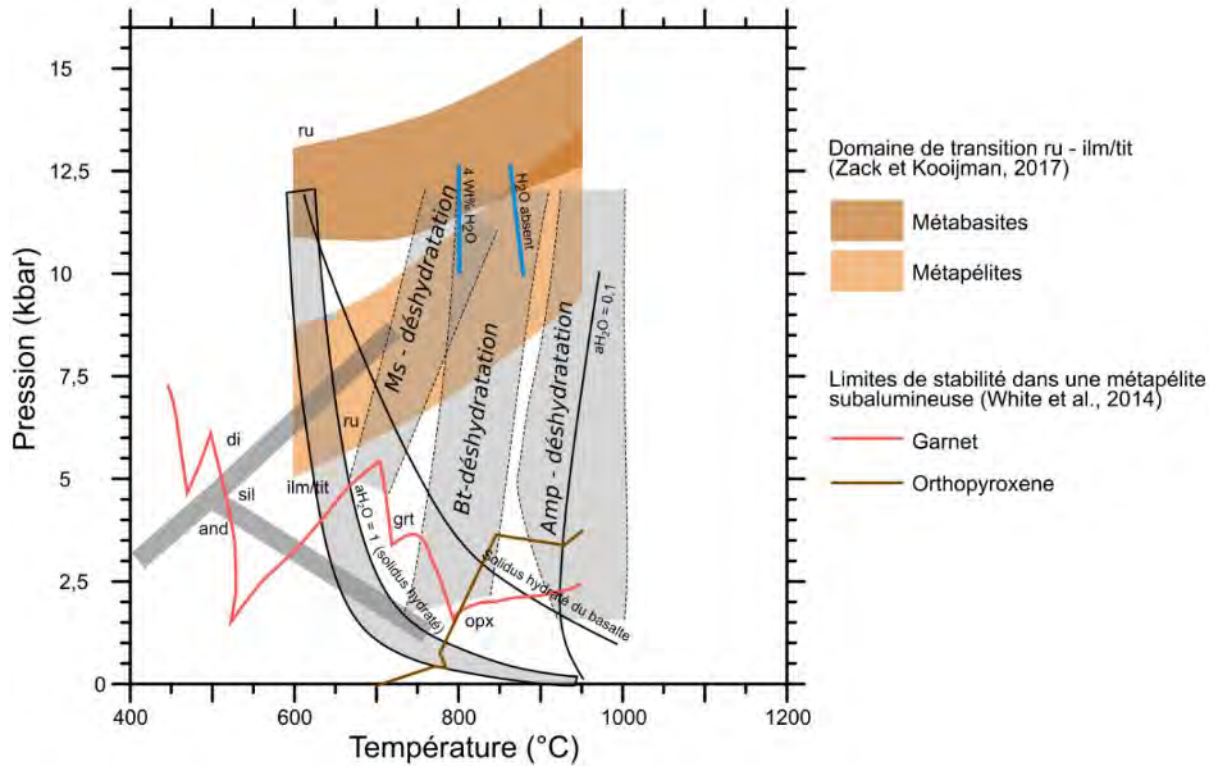 Pression (kbar)
15
12,5
10
7,5
5
2,5
0
400
600
800
1000
1200
Température (°C)
ru
4 Wt% H₂O
H₂O absent
Ms - déshydratation
Bt-déshydratation
Amp - déshydratation
aH₂O = 0,1
ru
di
sil
and
ilm/tit
grt
aH₂O = 1 (solidus hydraté)
solidus hydraté du basalte
opx
Domaine de transition ru - ilm/tit
(Zack et Kooijman, 2017)
Métabasites
Métapélites
Limites de stabilité dans une métapélite
subalumineuse (White et al., 2014)
Garnet
Orthopyroxene